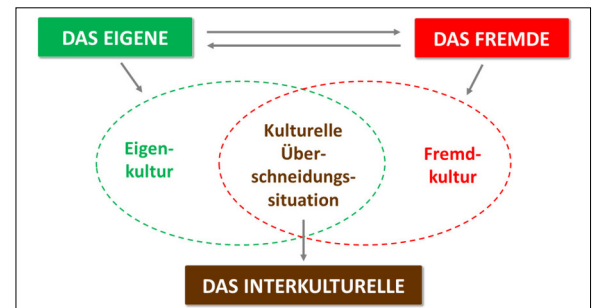 DAS EIGENE
DAS FREMDE
Eigen-
kultur
Kulturelle
Über-
schneidungs-
situation
Fremd-
kultur
DAS INTERKULTURELLE